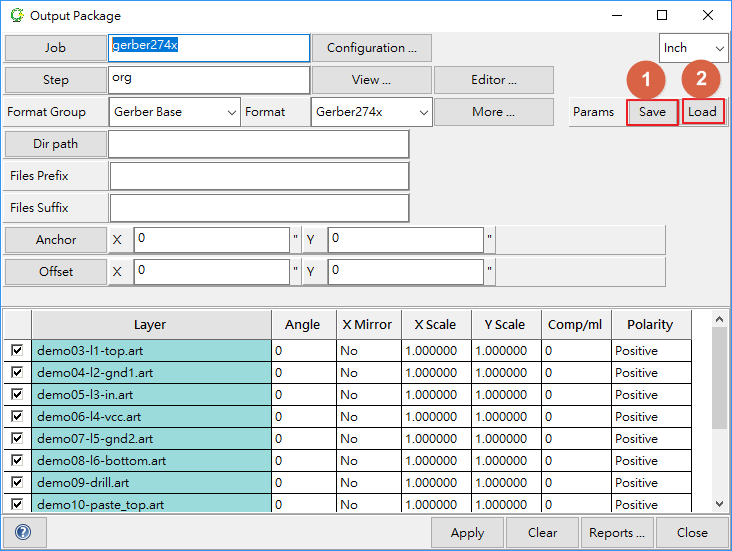 Output Package
1 2
Job gerber274x Configuration ... Inch
Step org View ... Editor ...
Format Group Gerber Base Format Gerber274x More ... Params Save Load
Dir path
Files Prefix
Files Suffix
Anchor X 0 " Y 0 "
Offset X 0 " Y 0 "
Layer Angle X Mirror X Scale Y Scale Comp/ml Polarity
demo03-l1-top.art 0 No 1.000000 1.000000 0 Positive
demo04-l2-gnd1.art 0 No 1.000000 1.000000 0 Positive
demo05-l3-in.art 0 No 1.000000 1.000000 0 Positive
demo06-l4-vcc.art 0 No 1.000000 1.000000 0 Positive
demo07-l5-gnd2.art 0 No 1.000000 1.000000 0 Positive
demo08-l6-bottom.art 0 No 1.000000 1.000000 0 Positive
demo09-drill.art 0 No 1.000000 1.000000 0 Positive
demo10-paste_top.art 0 No 1.000000 1.000000 0 Positive
? Apply Clear Reports ... Close